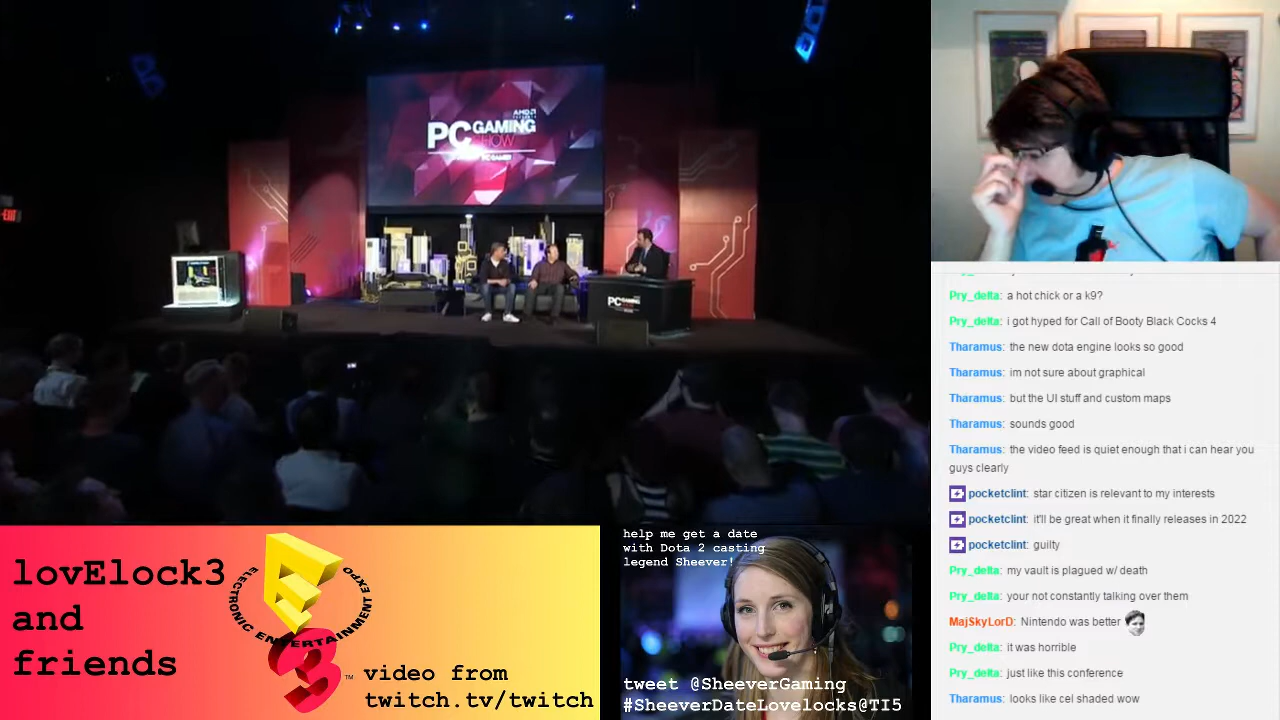 AMD
PC GAMING
SHOW
PC GAMING
EXIT
Pry_delta: a hot chick or a k9?
Pry_delta: i got hyped for Call of Booty Black Cocks 4
Tharamus: the new dota engine looks so good
Tharamus: im not sure about graphical
Tharamus: but the UI stuff and custom maps
Tharamus: sounds good
Tharamus: the video feed is quiet enough that i can hear you
guys clearly
pocketclint: star citizen is relevant to my interests
pocketclint: it'll be great when it finally releases in 2022
pocketclint: guilty
Pry_delta: my vault is plagued w/ death
Pry_delta: your not constantly talking over them
MajSkyLorD: Nintendo was better
Pry_delta: it was horrible
Pry_delta: just like this conference
Tharamus: looks like cel shaded wow
lovElock3
and
friends
E3
ELECTRONIC ENTERTAINMENT EXPO
TM
video from
twitch.tv/twitch
help me get a date
with Dota 2 casting
legend Sheever!
tweet @SheeverGaming
#SheeverDateLovelocks@TI5